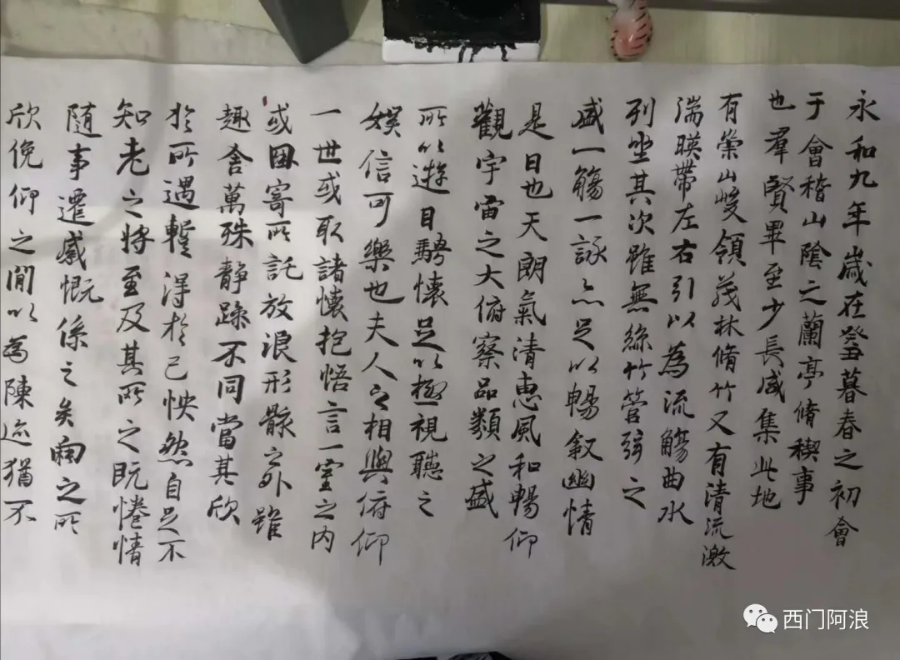 永和九年歲在癸丑暮春之初會
于會稽山陰之蘭亭脩稧事
也羣賢畢至少長咸集此地
有崇山峻領茂林脩竹又有清流激
湍暎帶左右引以為流觴曲水
列坐其次雖無絲竹管弦之
盛一觴一詠亦足以暢敘幽情
是日也天朗氣清惠風和暢仰
觀宇宙之大俯察品類之盛
所以遊目騁懷足以極視聽之
娛信可樂也夫人之相與俯仰
一世或取諸懷抱悟言一室之內
或因寄所託放浪形骸之外雖
趣舍萬殊靜躁不同當其欣
於所遇蹔得於己怏然自足不
知老之將至及其所之既惓情
隨事遷感慨係之矣向之所
欣俛仰之閒以為陳迹猶不
西门阿浪